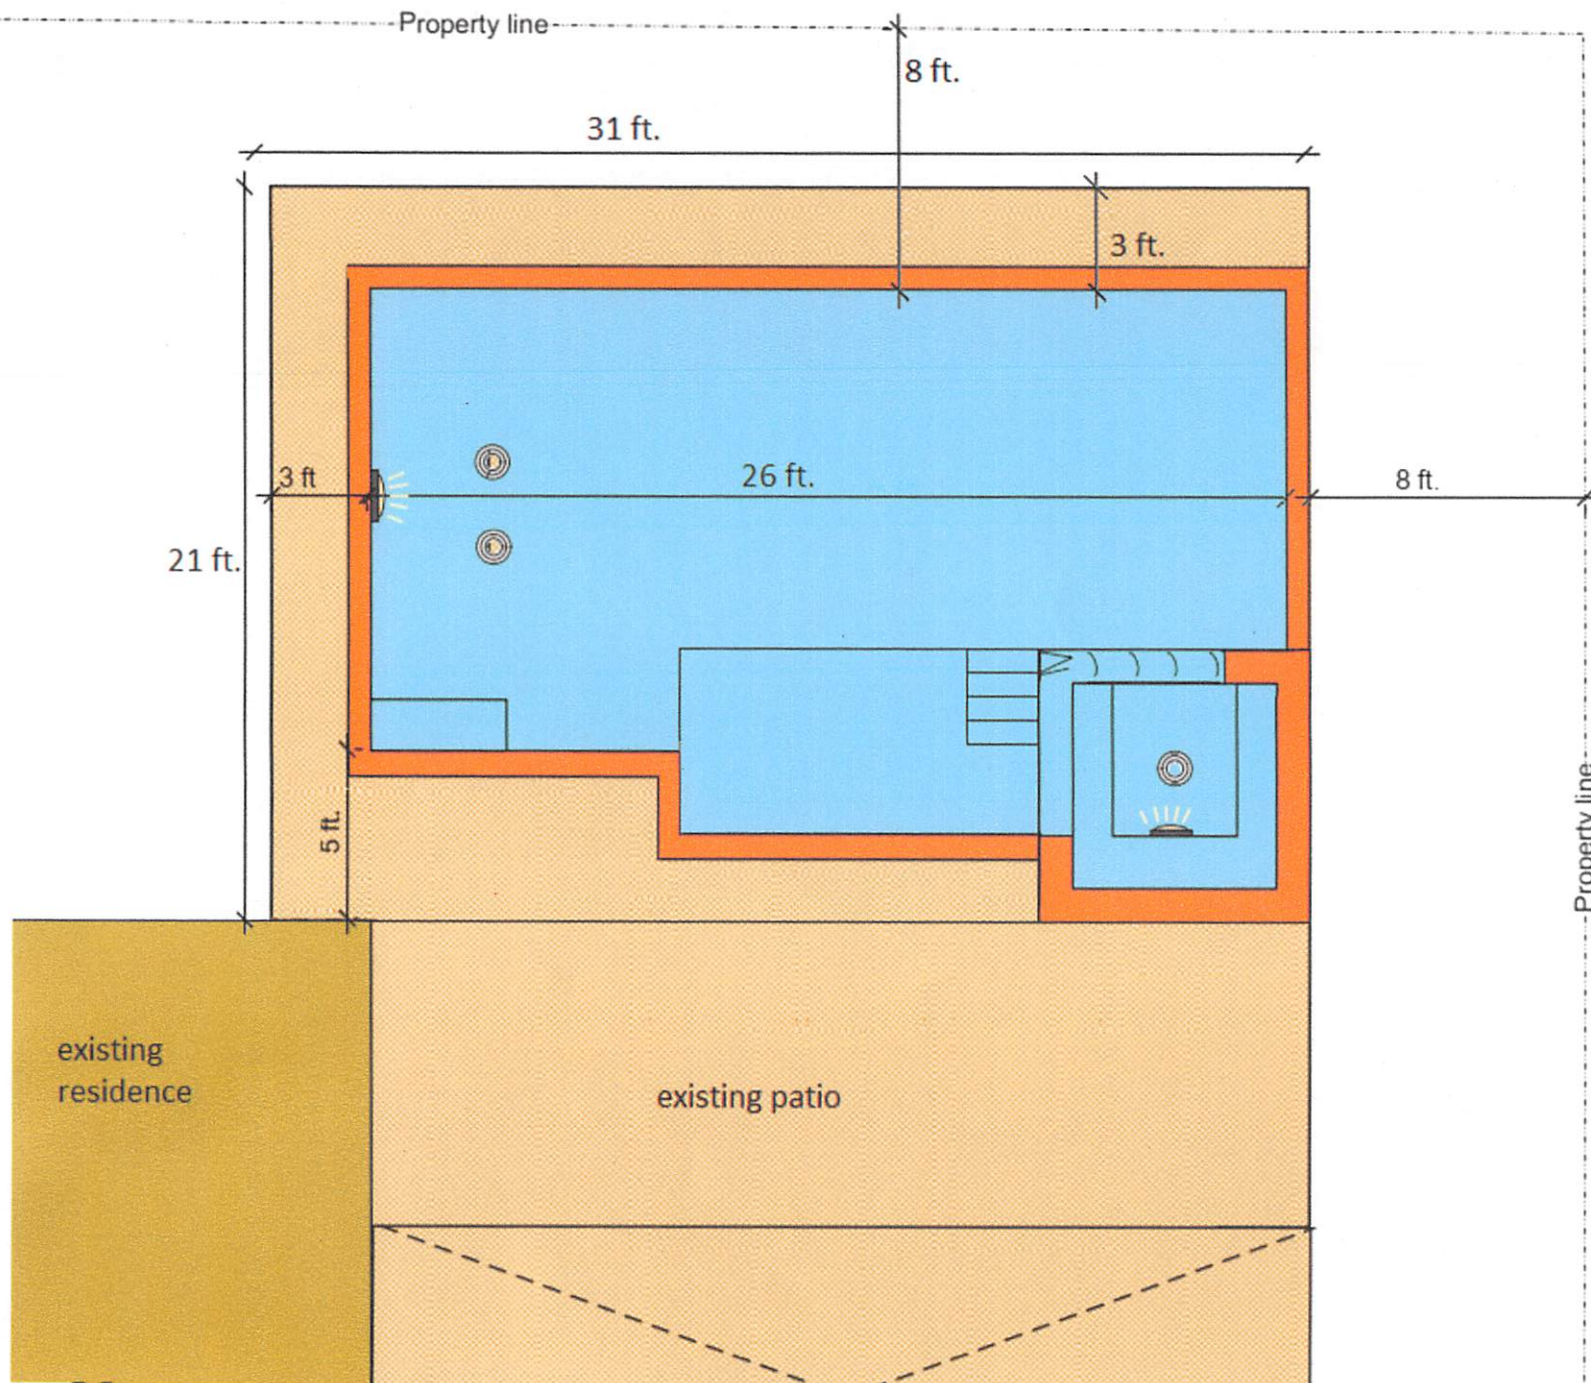 Property line
8 ft.
31 ft.
3 ft.
3 ft
26 ft.
8 ft.
21 ft.
5 ft.
Property line
existing
residence
existing patio